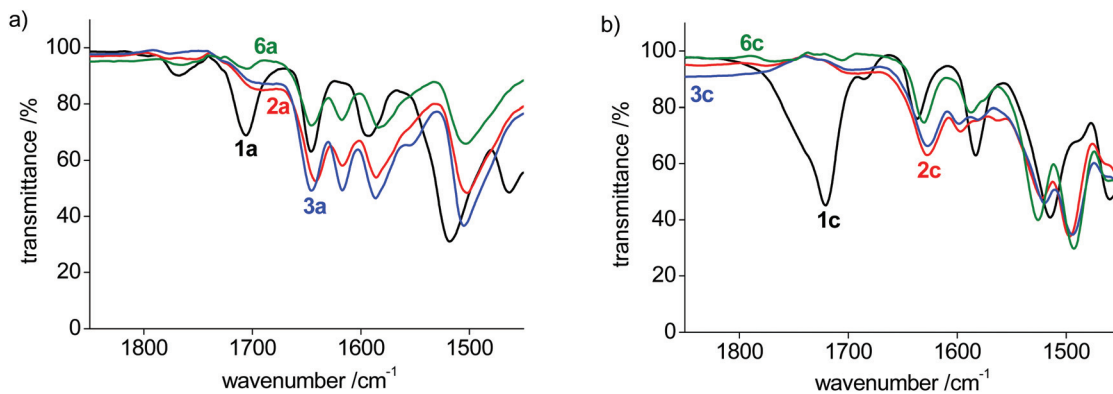 a)
transmittance /%
100
80
60
40
20
0
1800
1700
1600
1500
wavenumber /cm⁻¹
6a
2a
1a
3a
b)
transmittance /%
100
80
60
40
20
0
1800
1700
1600
1500
wavenumber /cm⁻¹
6c
3c
2c
1c